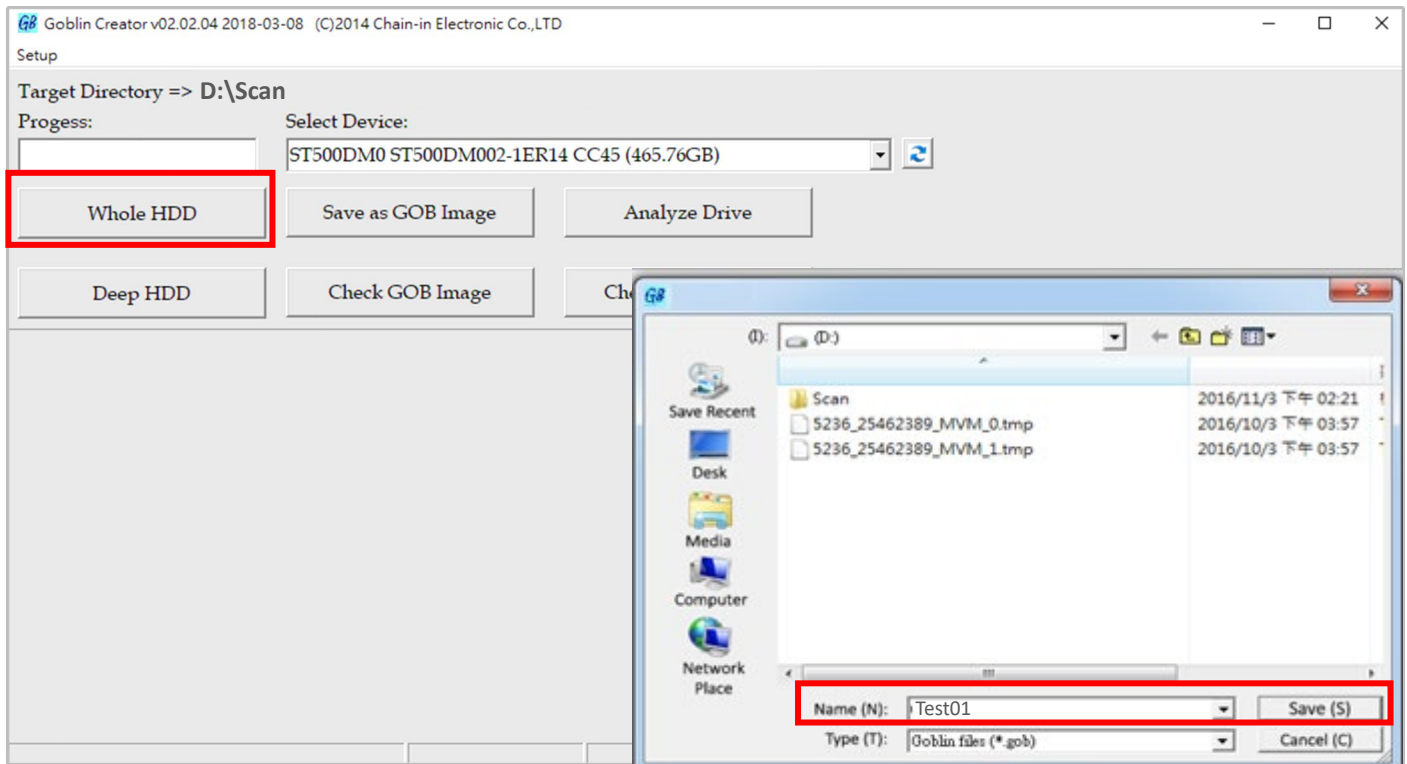 GB Goblin Creator v02.02.04 2018-03-08 (C)2014 Chain-in Electronic Co.,LTD
Setup
Target Directory => D:\Scan
Progess:
Select Device:
ST500DM0 ST500DM002-1ER14 CC45 (465.76GB)
Whole HDD
Save as GOB Image
Analyze Drive
Deep HDD
Check GOB Image
GB
(I):
(D:)
Save Recent
Desk
Media
Computer
Network
Place
Scan
2016/11/3 下午 02:21
5236_25462389_MVM_0.tmp
2016/10/3 下午 03:57
5236_25462389_MVM_1.tmp
2016/10/3 下午 03:57
Name (N):
Test01
Save (S)
Type (T):
Goblin files (*.gob)
Cancel (C)